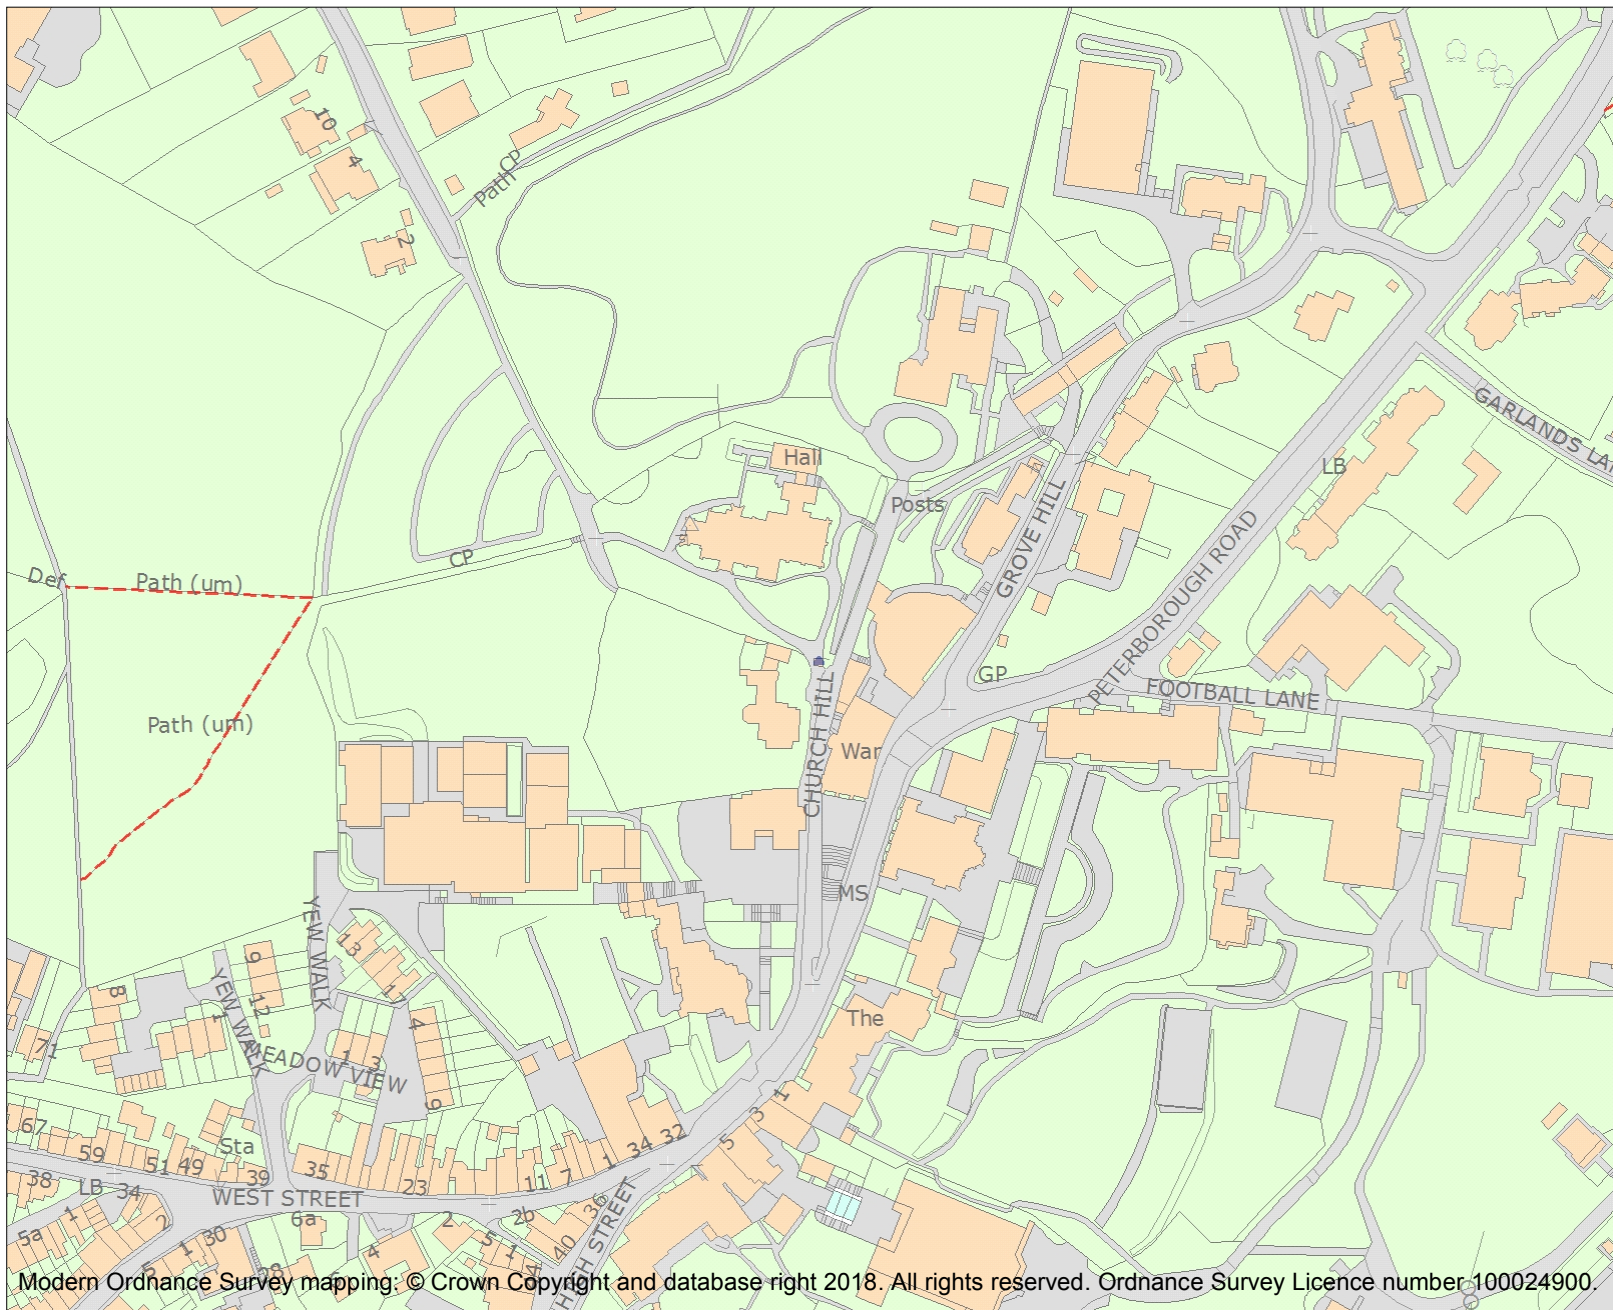 10
4
CP
Path
2
GARLANDS LA
Hall
LB
Posts
GROVE HILL
PETERBOROUGH ROAD
CP
Def
Path (um)
GP
FOOTBALL LANE
Path (um)
CHURCH HILL
War
MS
YEW WALK
13
17
9
12
8
YEW WALK
1
The
71
MEADOW VIEW
1
3
4
9
1
3
5
67
59
51
49
Sta
39
35
23
11
7
1
34
32
38
LB
34
WEST STREET
6a
2
2b
36
HIGH STREET
5a
1
2
1
30
5
4
5
1
40
4
Modern Ordnance Survey mapping: © Crown Copyright and database right 2018. All rights reserved. Ordnance Survey Licence number 100024900.